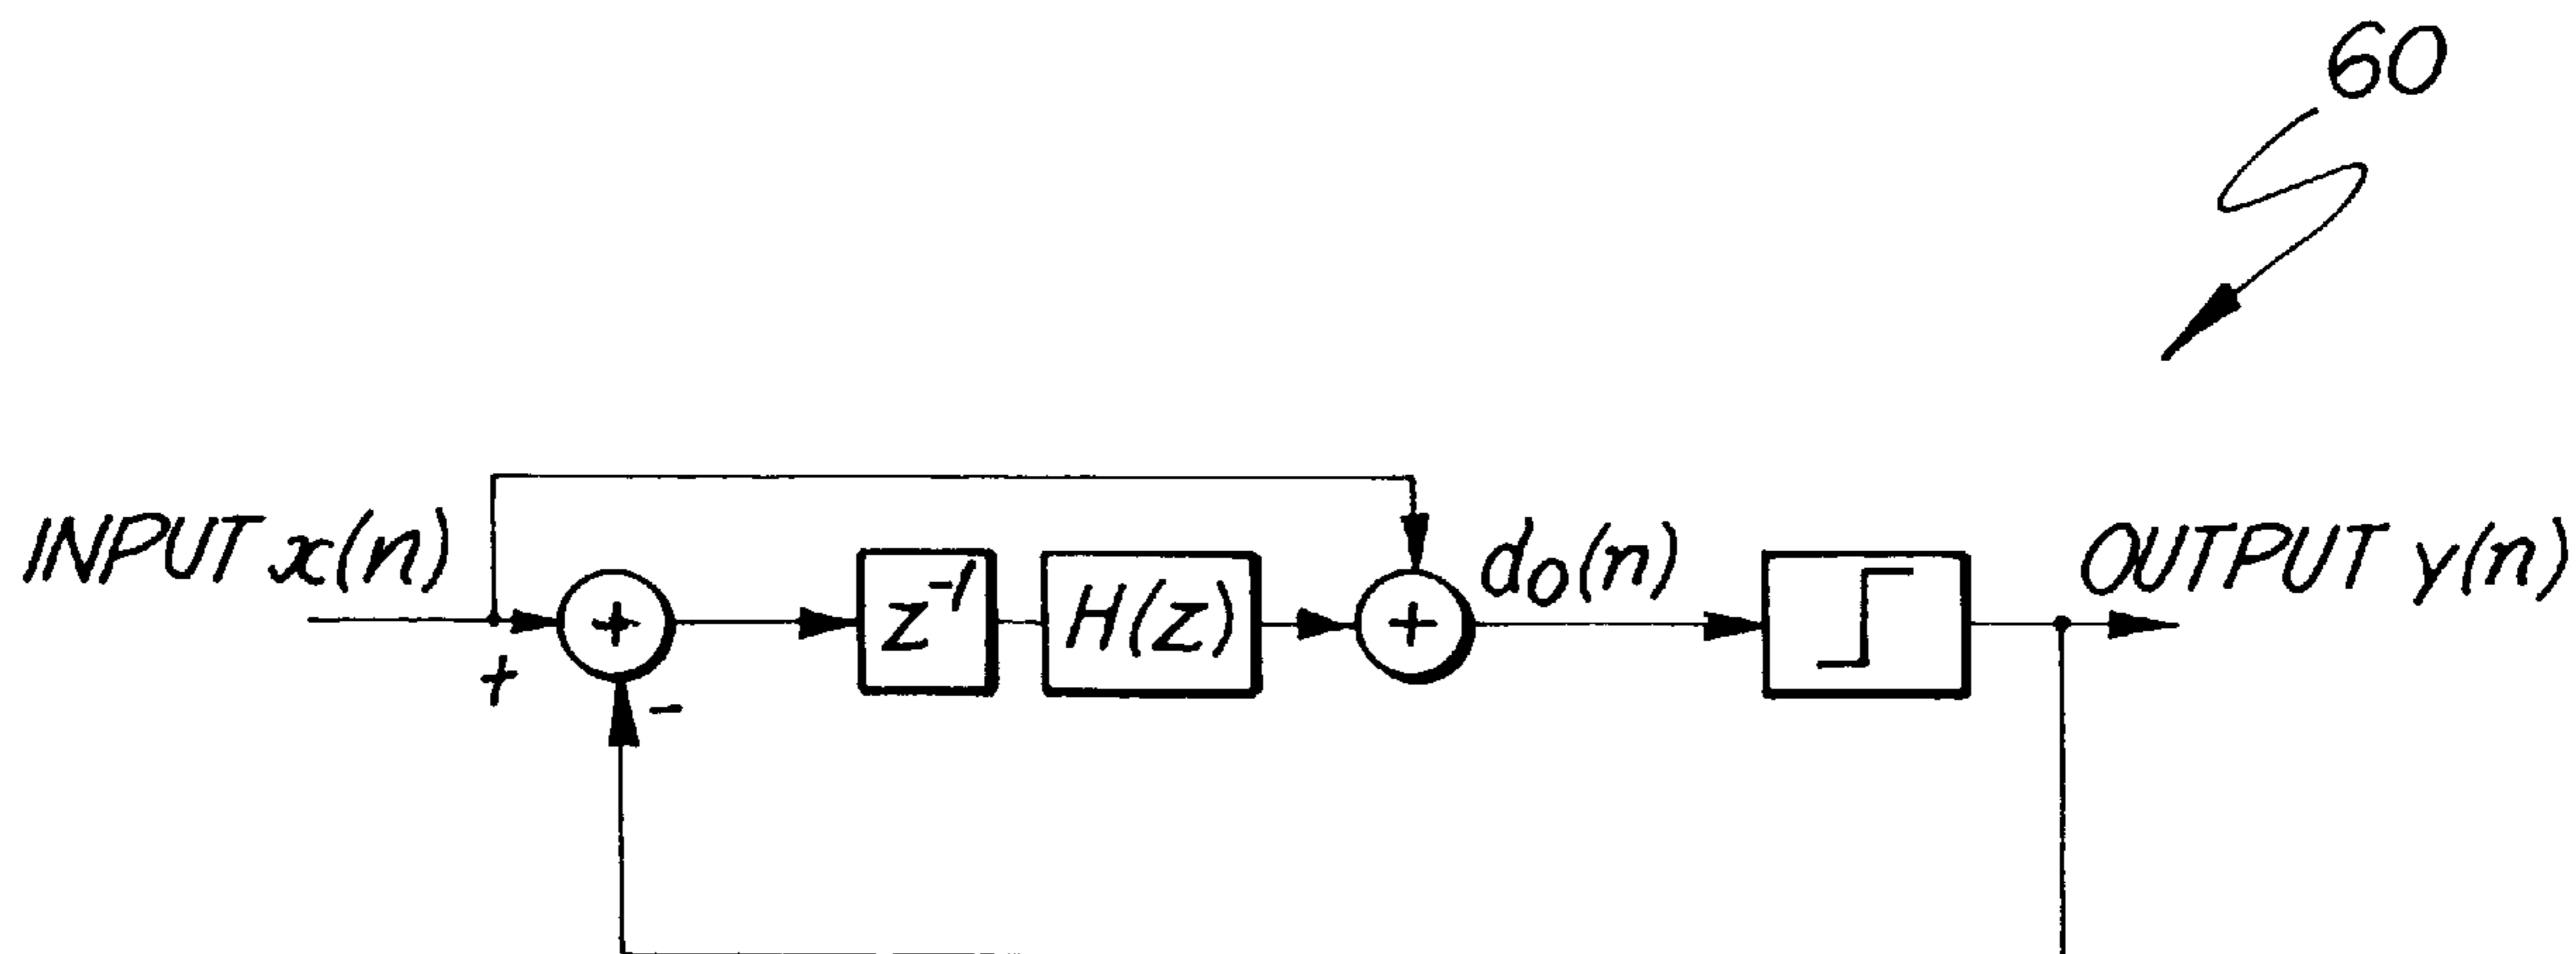 60
INPUT x(n)
+
+
-
z⁻¹
H(z)
+
d₀(n)
OUTPUT y(n)